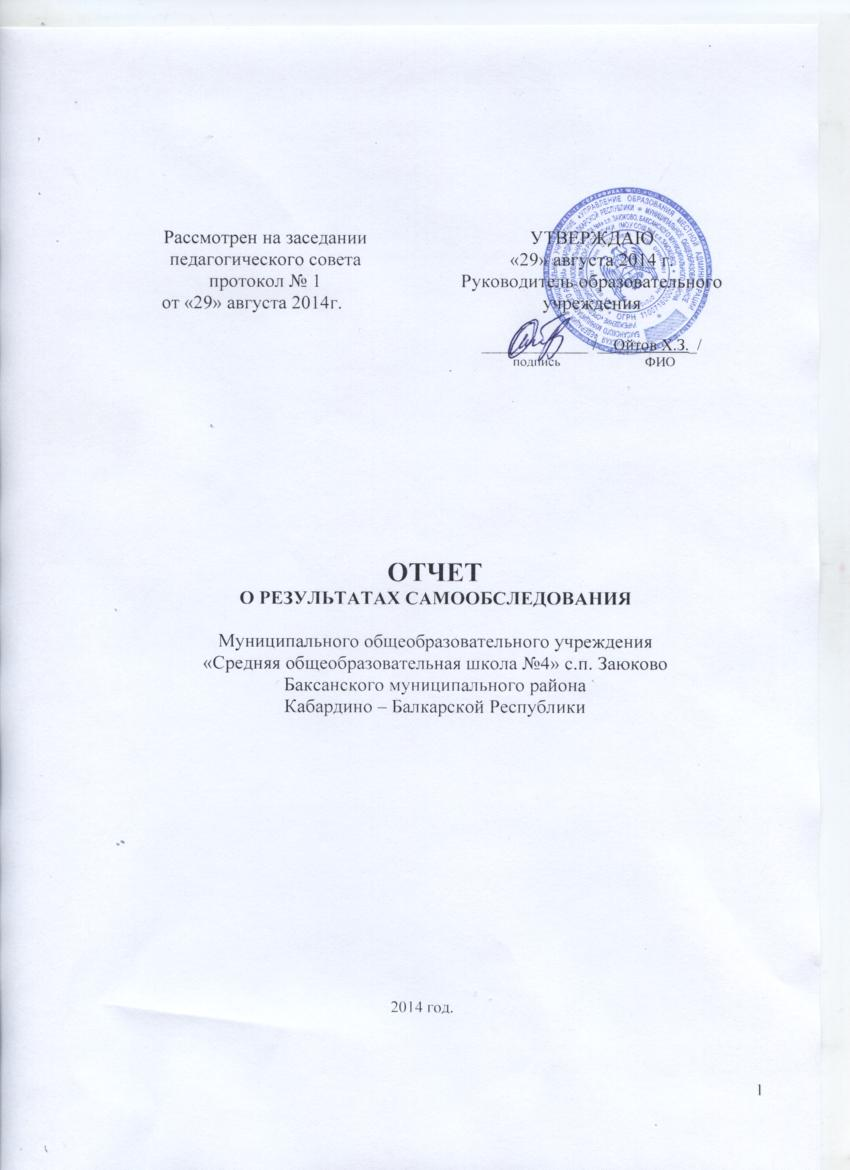 Рассмотрен на заседании
педагогического совета
протокол № 1
от «29» августа 2014г.
УТВЕРЖДАЮ
«29» августа 2014 г.
Руководитель образовательного
учреждения
/ Ойтов Х.З. /
подпись ФИО
ОТЧЕТ
О РЕЗУЛЬТАТАХ САМООБСЛЕДОВАНИЯ
Муниципального общеобразовательного учреждения
«Средняя общеобразовательная школа №4» с.п. Заюково
Баксанского муниципального района
Кабардино – Балкарской Республики
2014 год.
1